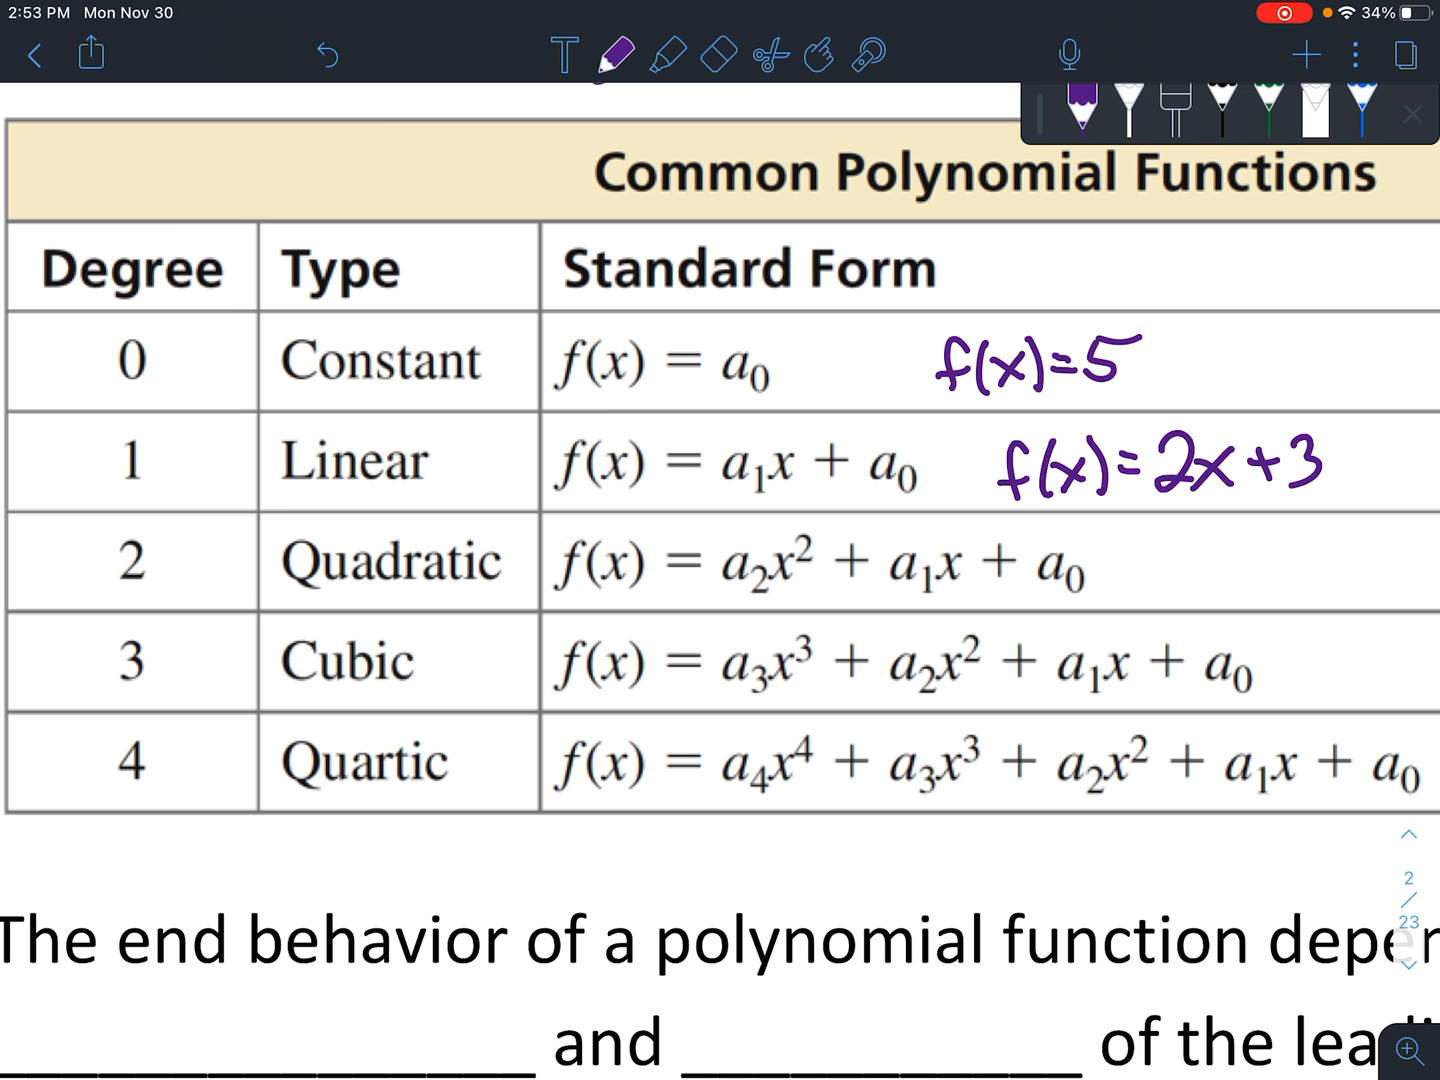 2:53 PM Mon Nov 30 34%
T
Common Polynomial Functions
Degree Type Standard Form
0 Constant f(x) = a₀ f(x)=5
1 Linear f(x) = a₁x + a₀ f(x)=2x+3
2 Quadratic f(x) = a₂x² + a₁x + a₀
3 Cubic f(x) = a₃x³ + a₂x² + a₁x + a₀
4 Quartic f(x) = a₄x⁴ + a₃x³ + a₂x² + a₁x + a₀
2
/
23
The end behavior of a polynomial function
_______________ and _____________ of the